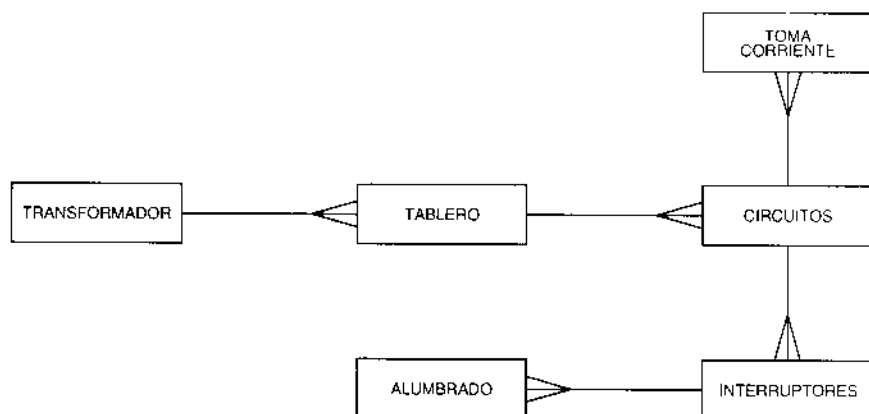 TOMA
CORRIENTE
TRANSFORMADOR
TABLERO
CIRCUITOS
ALUMBRADO
INTERRUPTORES